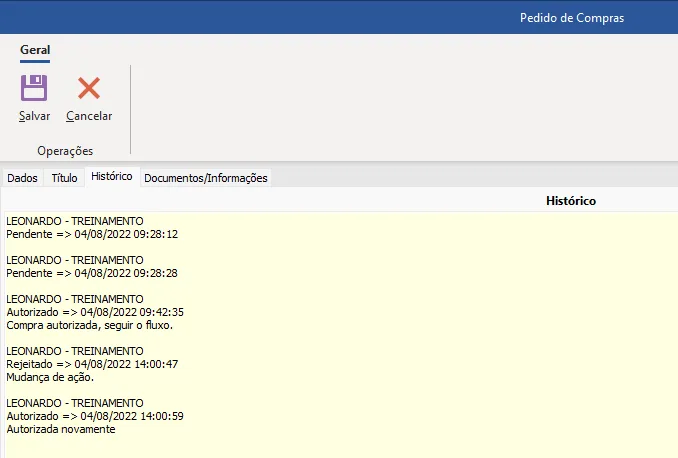 Pedido de Compras
Geral
Salvar Cancelar
Operações
Dados Título Histórico Documentos/Informações
Histórico
LEONARDO - TREINAMENTO
Pendente => 04/08/2022 09:28:12
LEONARDO - TREINAMENTO
Pendente => 04/08/2022 09:28:28
LEONARDO - TREINAMENTO
Autorizado => 04/08/2022 09:42:35
Compra autorizada, seguir o fluxo.
LEONARDO - TREINAMENTO
Rejeitado => 04/08/2022 14:00:47
Mudança de ação.
LEONARDO - TREINAMENTO
Autorizado => 04/08/2022 14:00:59
Autorizada novamente